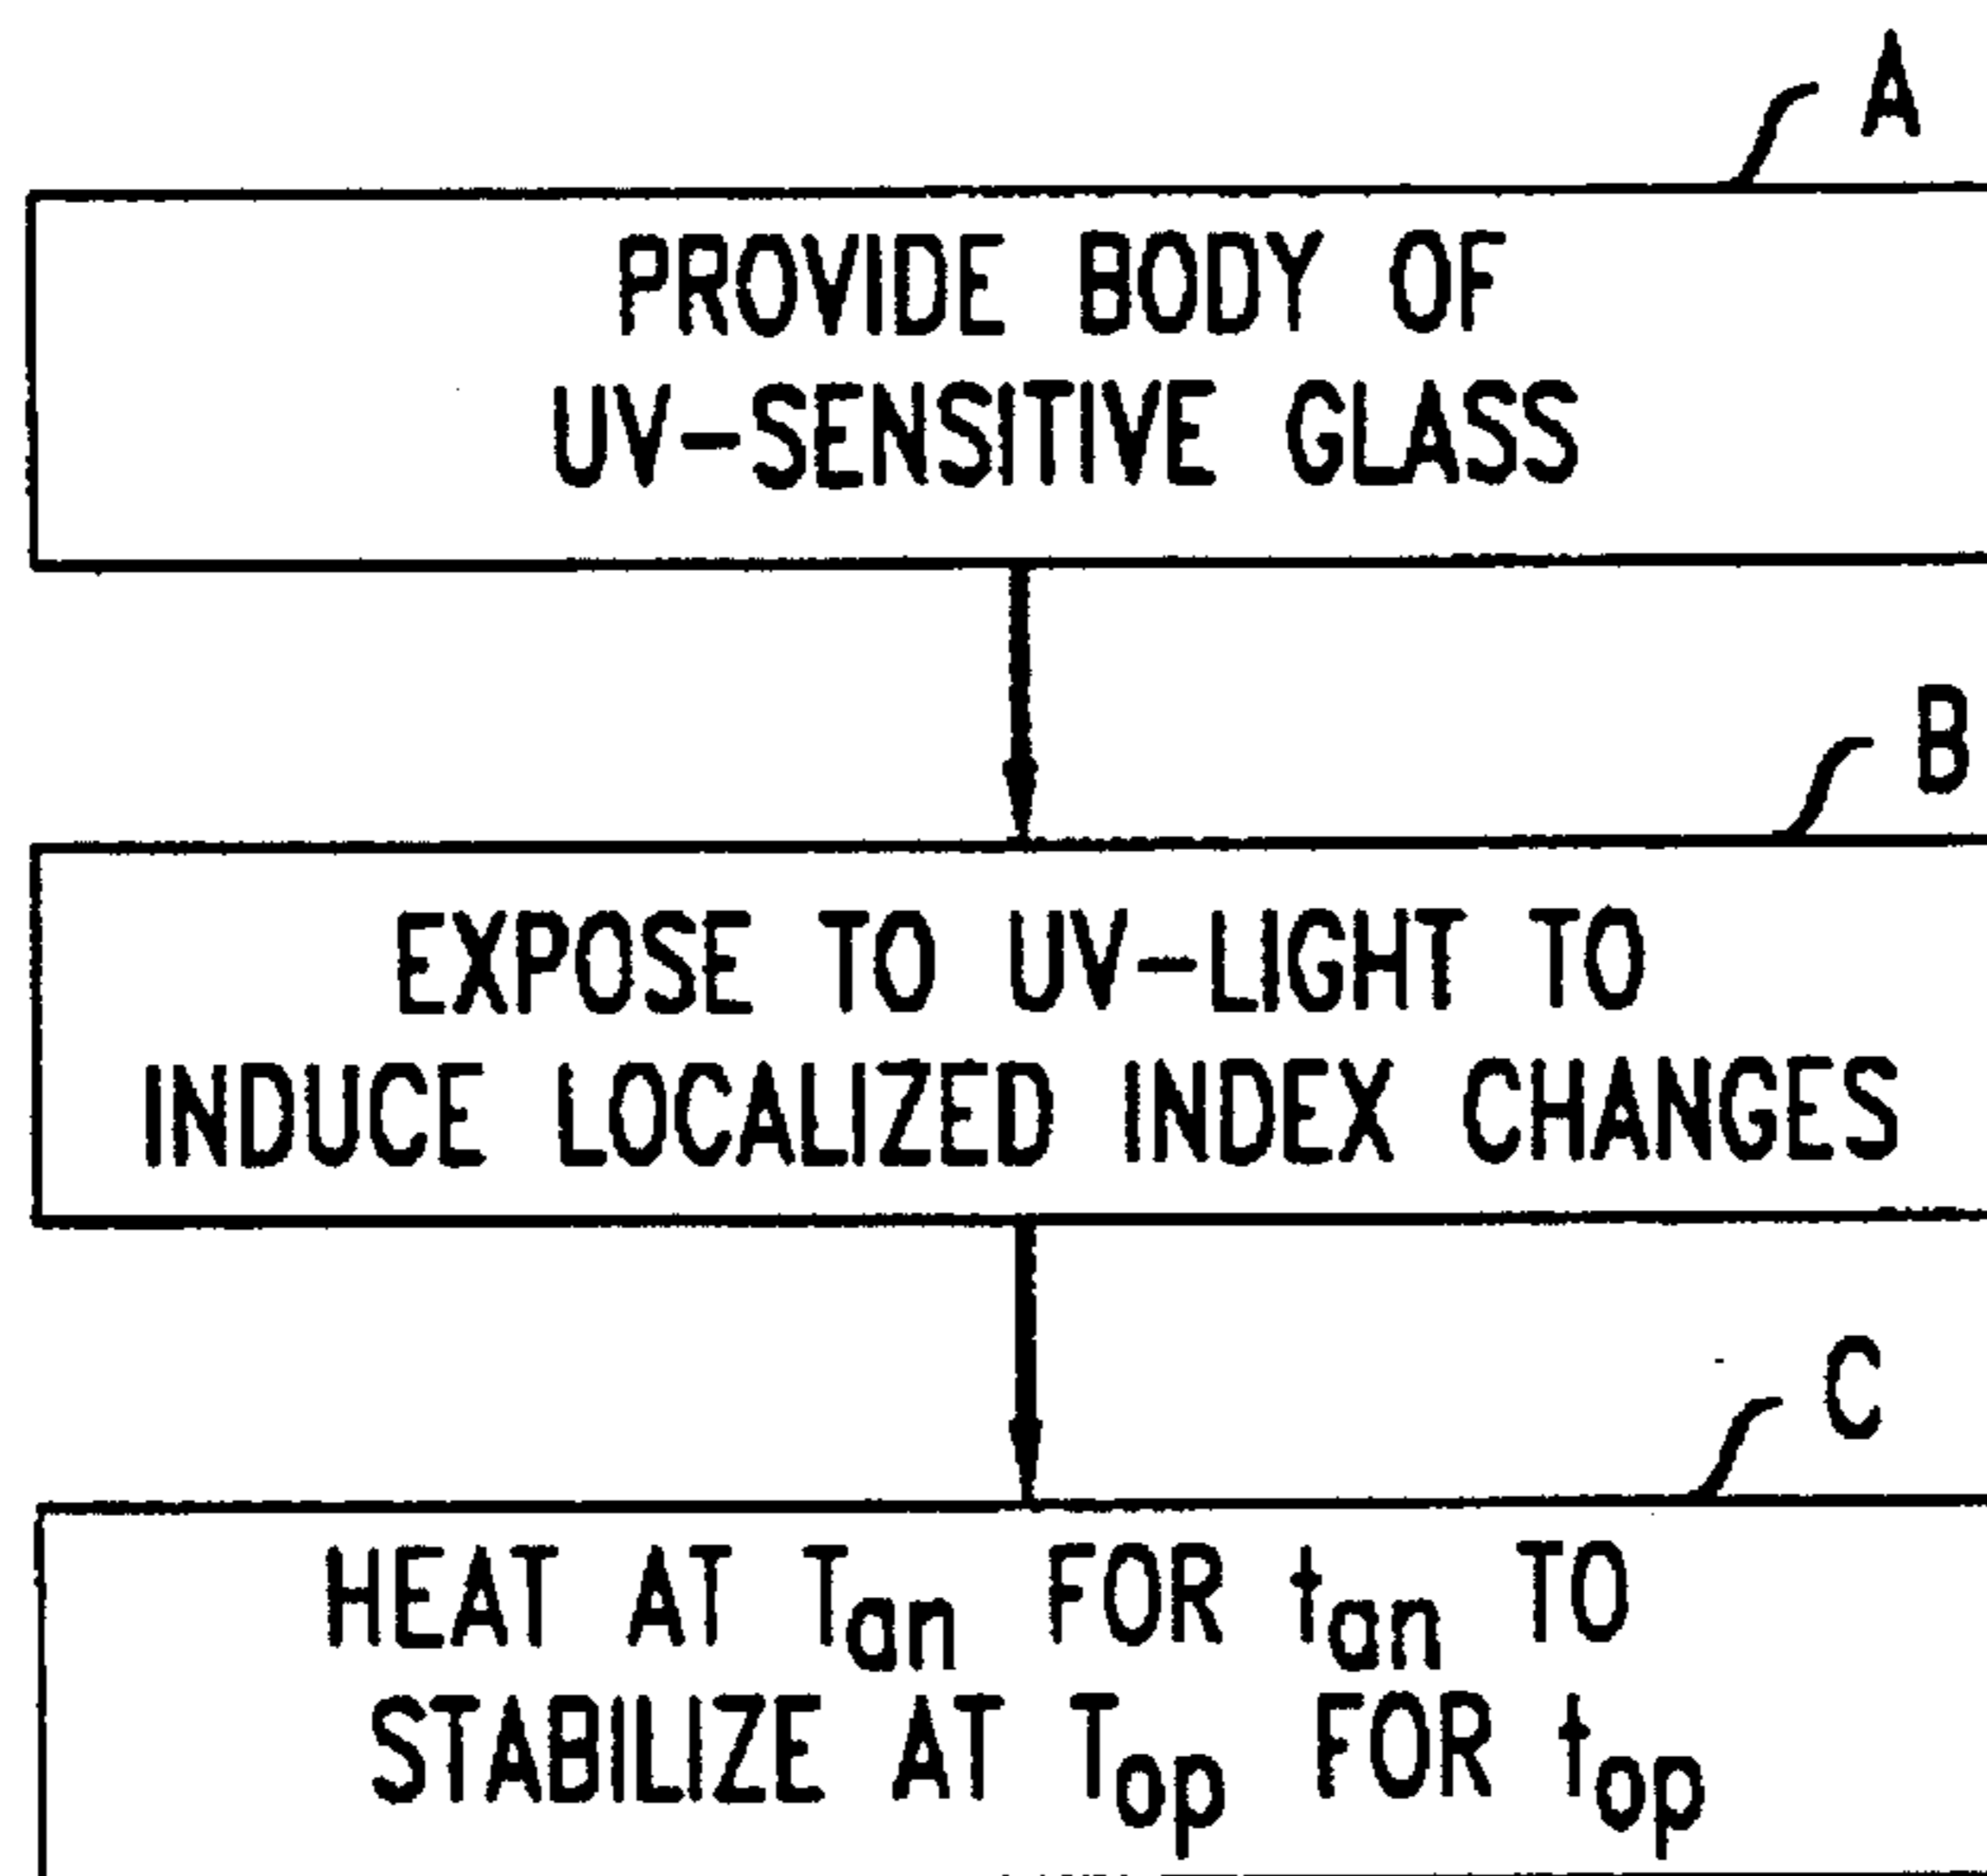 A
PROVIDE BODY OF
UV-SENSITIVE GLASS
B
EXPOSE TO UV-LIGHT TO
INDUCE LOCALIZED INDEX CHANGES
C
HEAT AT Tan FOR tan TO
STABILIZE AT Top FOR top